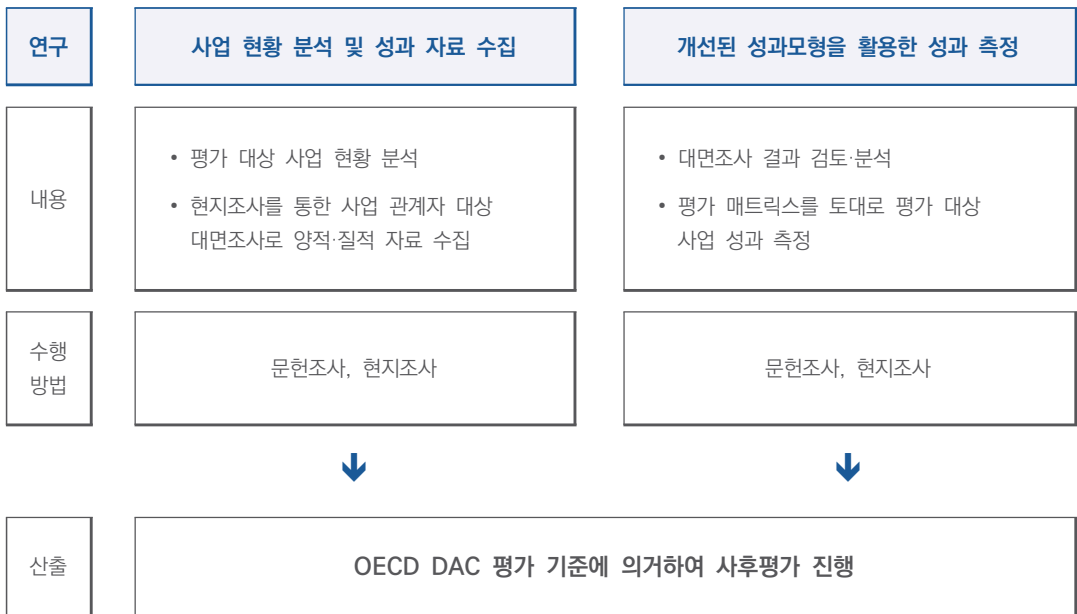 연구
사업 현황 분석 및 성과 자료 수집
개선된 성과모형을 활용한 성과 측정
내용
• 평가 대상 사업 현황 분석
• 현지조사를 통한 사업 관계자 대상
대면조사로 양적·질적 자료 수집
• 대면조사 결과 검토·분석
• 평가 매트릭스를 토대로 평가 대상
사업 성과 측정
수행
방법
문헌조사, 현지조사
문헌조사, 현지조사
산출
OECD DAC 평가 기준에 의거하여 사후평가 진행